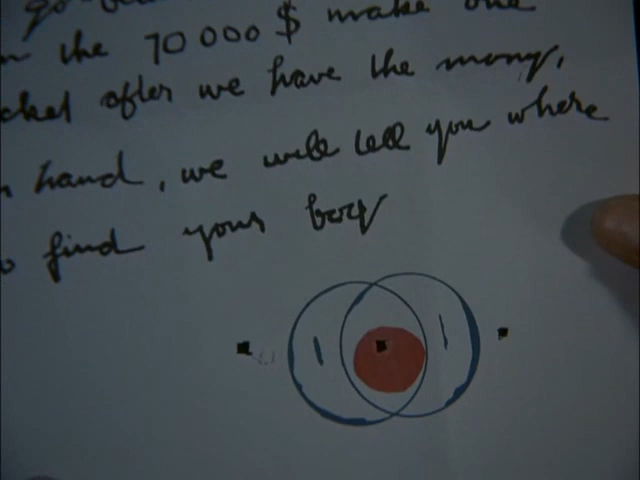 the 70 000 $ make one
after we have the mony,
hand, we will tell you where
find your boy